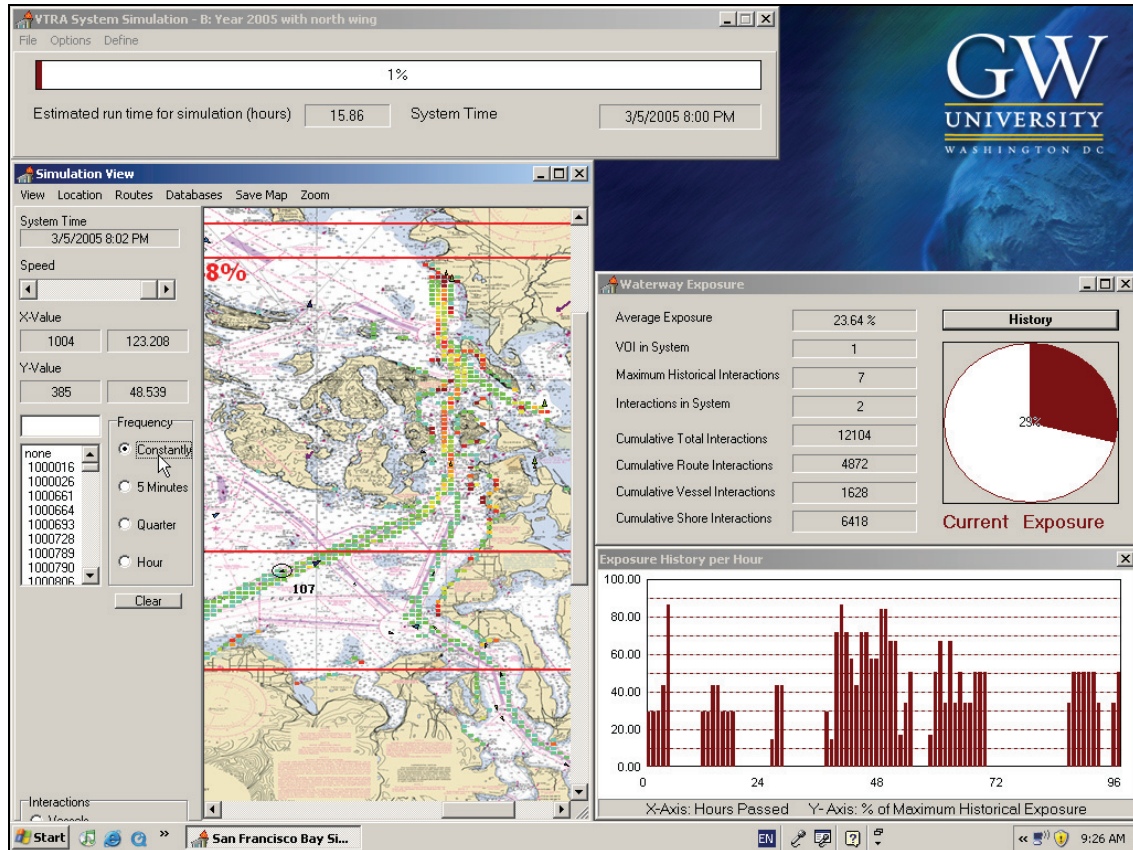 VTRA System Simulation - B: Year 2005 with north wing
File Options Define
1%
Estimated run time for simulation (hours) 15.86 System Time 3/5/2005 8:00 PM
GW
UNIVERSITY
WASHINGTON DC
Simulation View
View Location Routes Databases Save Map Zoom
System Time
3/5/2005 8:02 PM
Speed
X-Value
1004 123.208
Y-Value
385 48.539
Frequency
none
1000016
1000026
1000661
1000664
1000693
1000728
1000789
1000790
1000806
Constantly
5 Minutes
Quarter
Hour
Clear
Interactions
Vessels
8%
107
Waterway Exposure
Average Exposure 23.64 %
VOI in System 1
Maximum Historical Interactions 7
Interactions in System 2
Cumulative Total Interactions 12104
Cumulative Route Interactions 4872
Cumulative Vessel Interactions 1628
Cumulative Shore Interactions 6418
History
29%
Current Exposure
Exposure History per Hour
100.00
80.00
60.00
40.00
20.00
0.00
0 24 48 72 96
X-Axis: Hours Passed Y- Axis: % of Maximum Historical Exposure
Start » San Francisco Bay Si... EN « 9:26 AM